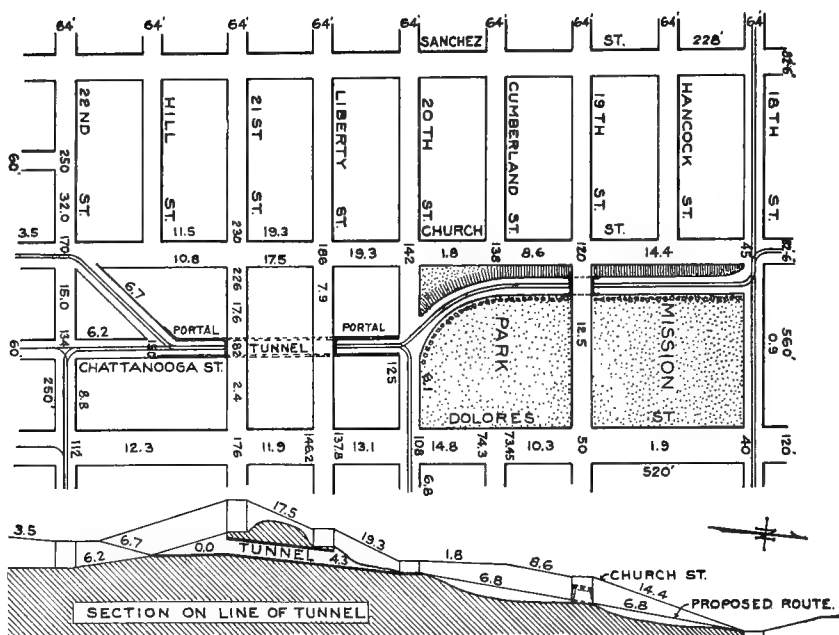 64' 64' 64' 64' 64' 64' 64' 64' 64'
SANCHEZ ST. 228'
82'6"
22ND ST.
HILL ST.
21ST ST.
LIBERTY ST.
20TH ST.
CUMBERLAND ST.
19TH ST.
HANCOCK ST.
18TH ST.
60' 250 32.0
3.5 170 11.5 230 19.3 CHURCH ST.
186 19.3 142 1.8 138 8.6 120 14.4 45
10.8 226 17.5
15.0 6.7 17.6 7.9
6.2 PORTAL PORTAL
60' 134 182 TUNNEL
CHATTANOOGA ST.
250' 8.8 2.4 125 8.1
PARK 12.5 MISSION 560' 0.9
DOLORES ST.
112 12.3 176 11.9 146.2 137.8 13.1 108 14.8 74.3 73.45 10.3 50 1.9 40 120'
6.8 520'
3.5 6.7 17.5 19.3 1.8 8.6 CHURCH ST.
6.2 0.0 TUNNEL 4.3 6.8 14.4
6.8 PROPOSED ROUTE.
SECTION ON LINE OF TUNNEL